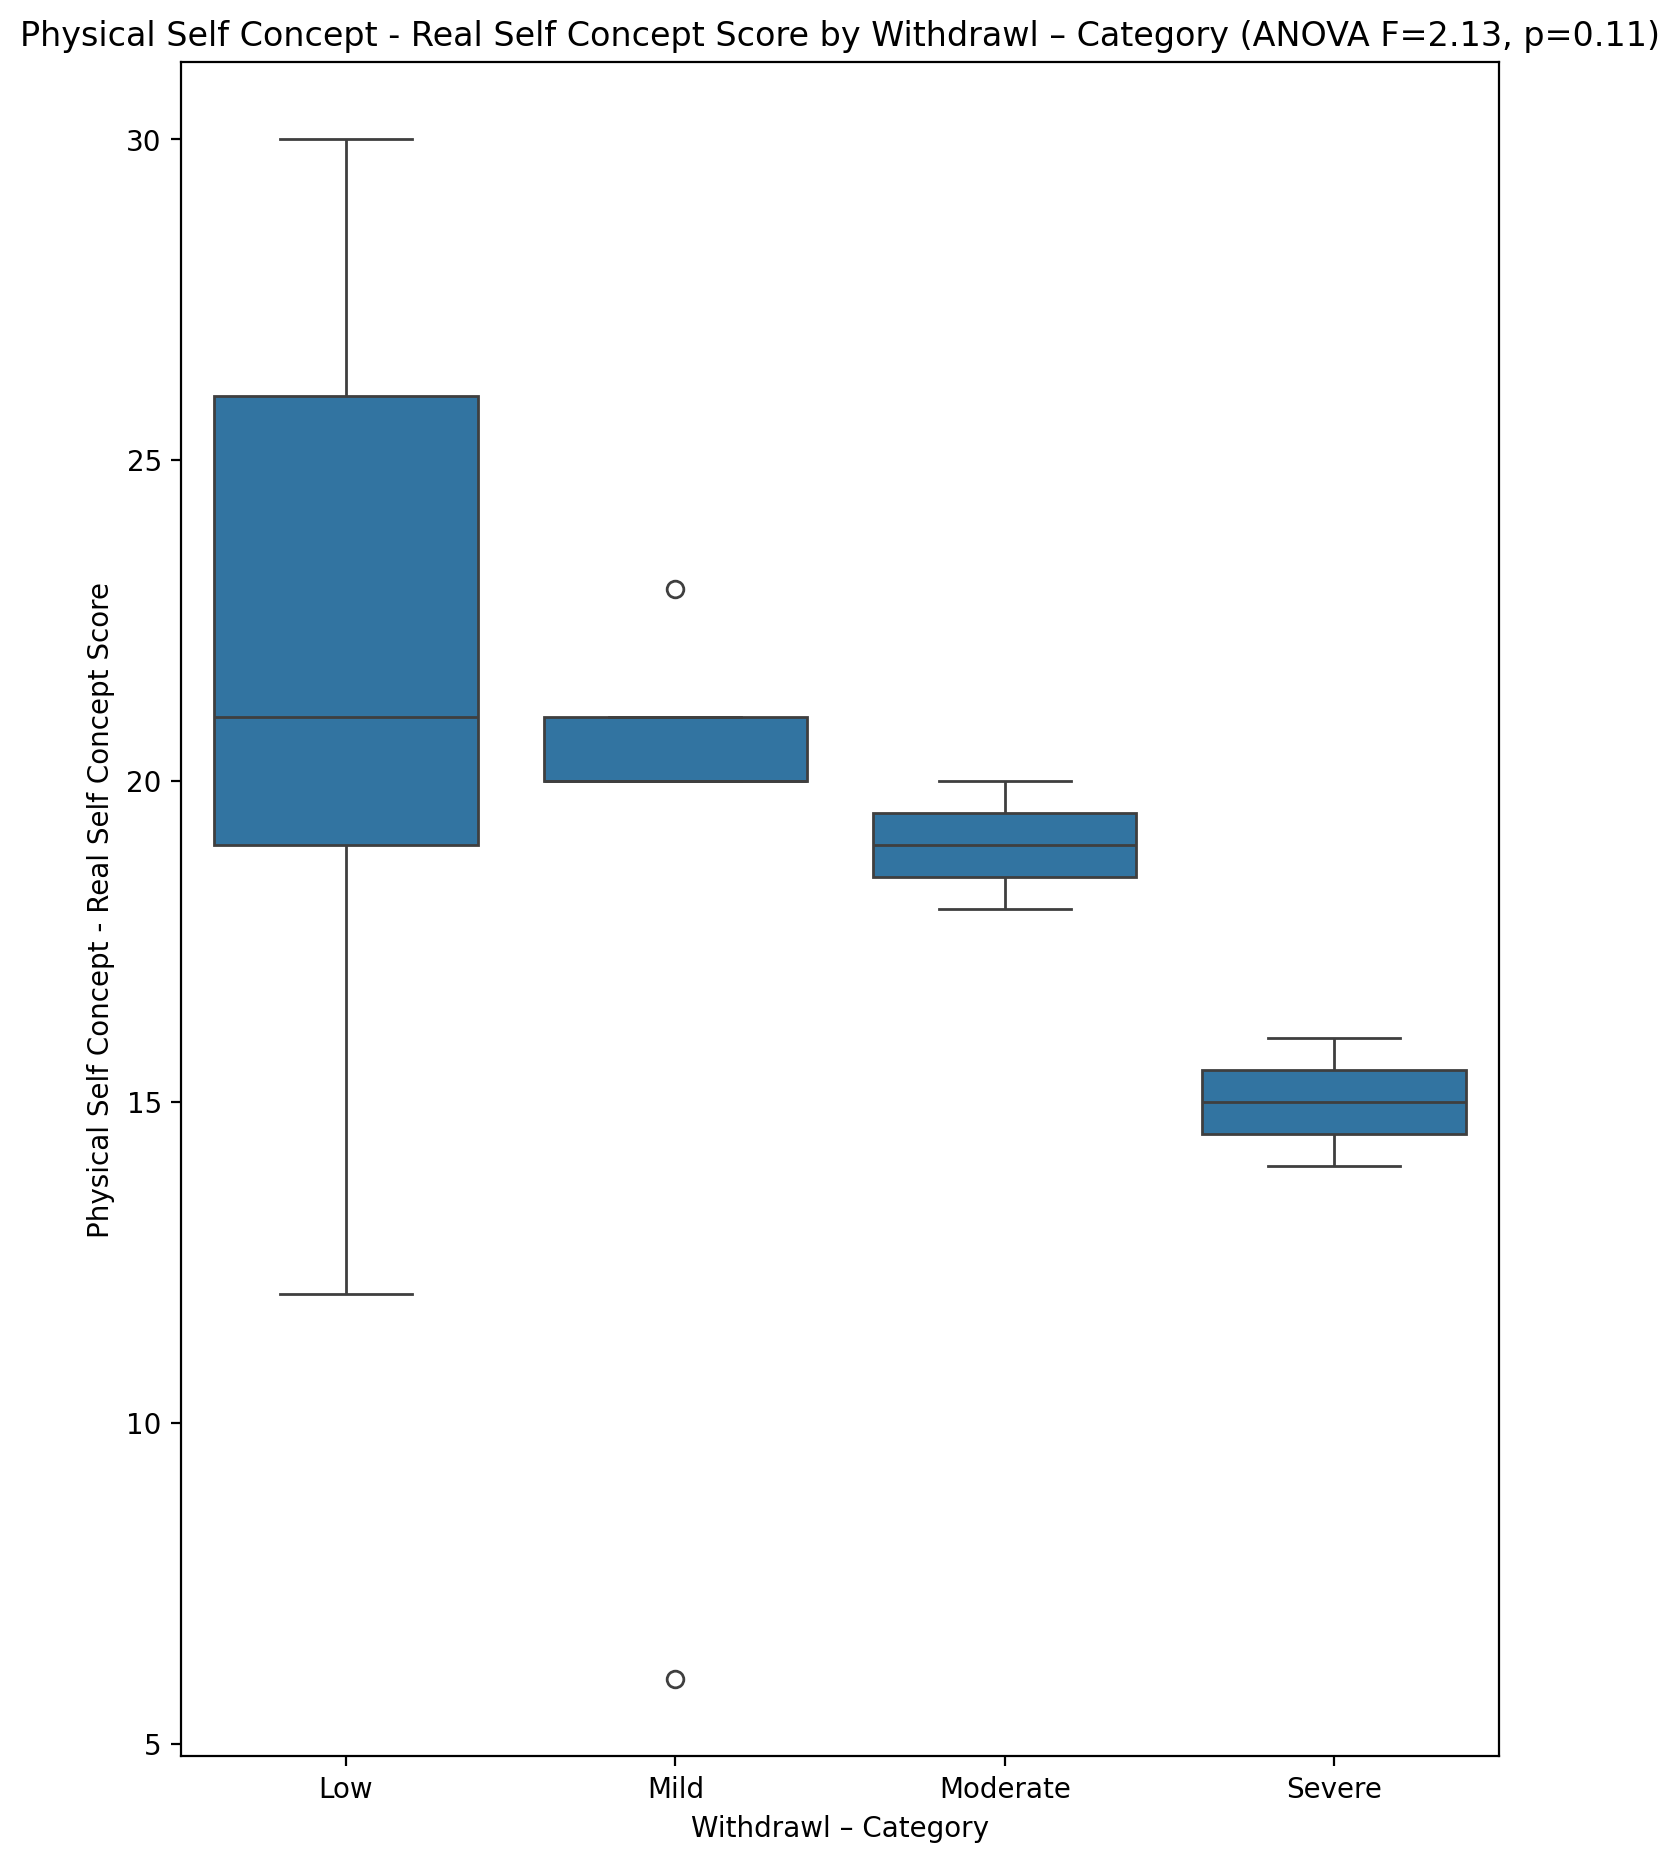 Physical Self Concept - Real Self Concept Score by Withdrawl – Category (ANOVA F=2.13, p=0.11)
30
25
20
15
10
5
Physical Self Concept - Real Self Concept Score
Low Mild Moderate Severe
Withdrawl – Category